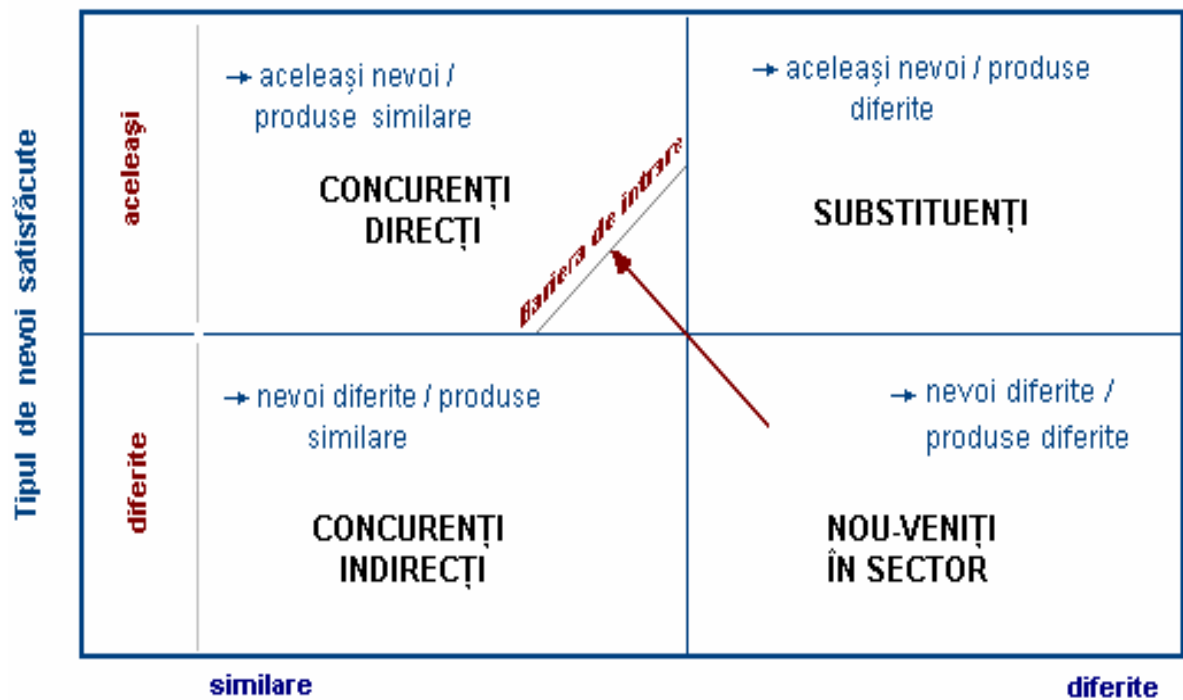 Tipul de nevoi satisfăcute
aceleași
→ aceleași nevoi /
produse similare
CONCURENȚI
DIRECȚI
Bariera de intrare
→ aceleași nevoi / produse
diferite
SUBSTITUENȚI
diferite
→ nevoi diferite / produse
similare
CONCURENȚI
INDIRECȚI
→ nevoi diferite /
produse diferite
NOU-VENIȚI
ÎN SECTOR
similare
diferite